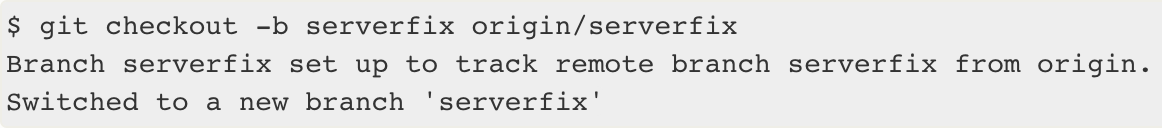 $ git checkout -b serverfix origin/serverfix
Branch serverfix set up to track remote branch serverfix from origin.
Switched to a new branch 'serverfix'